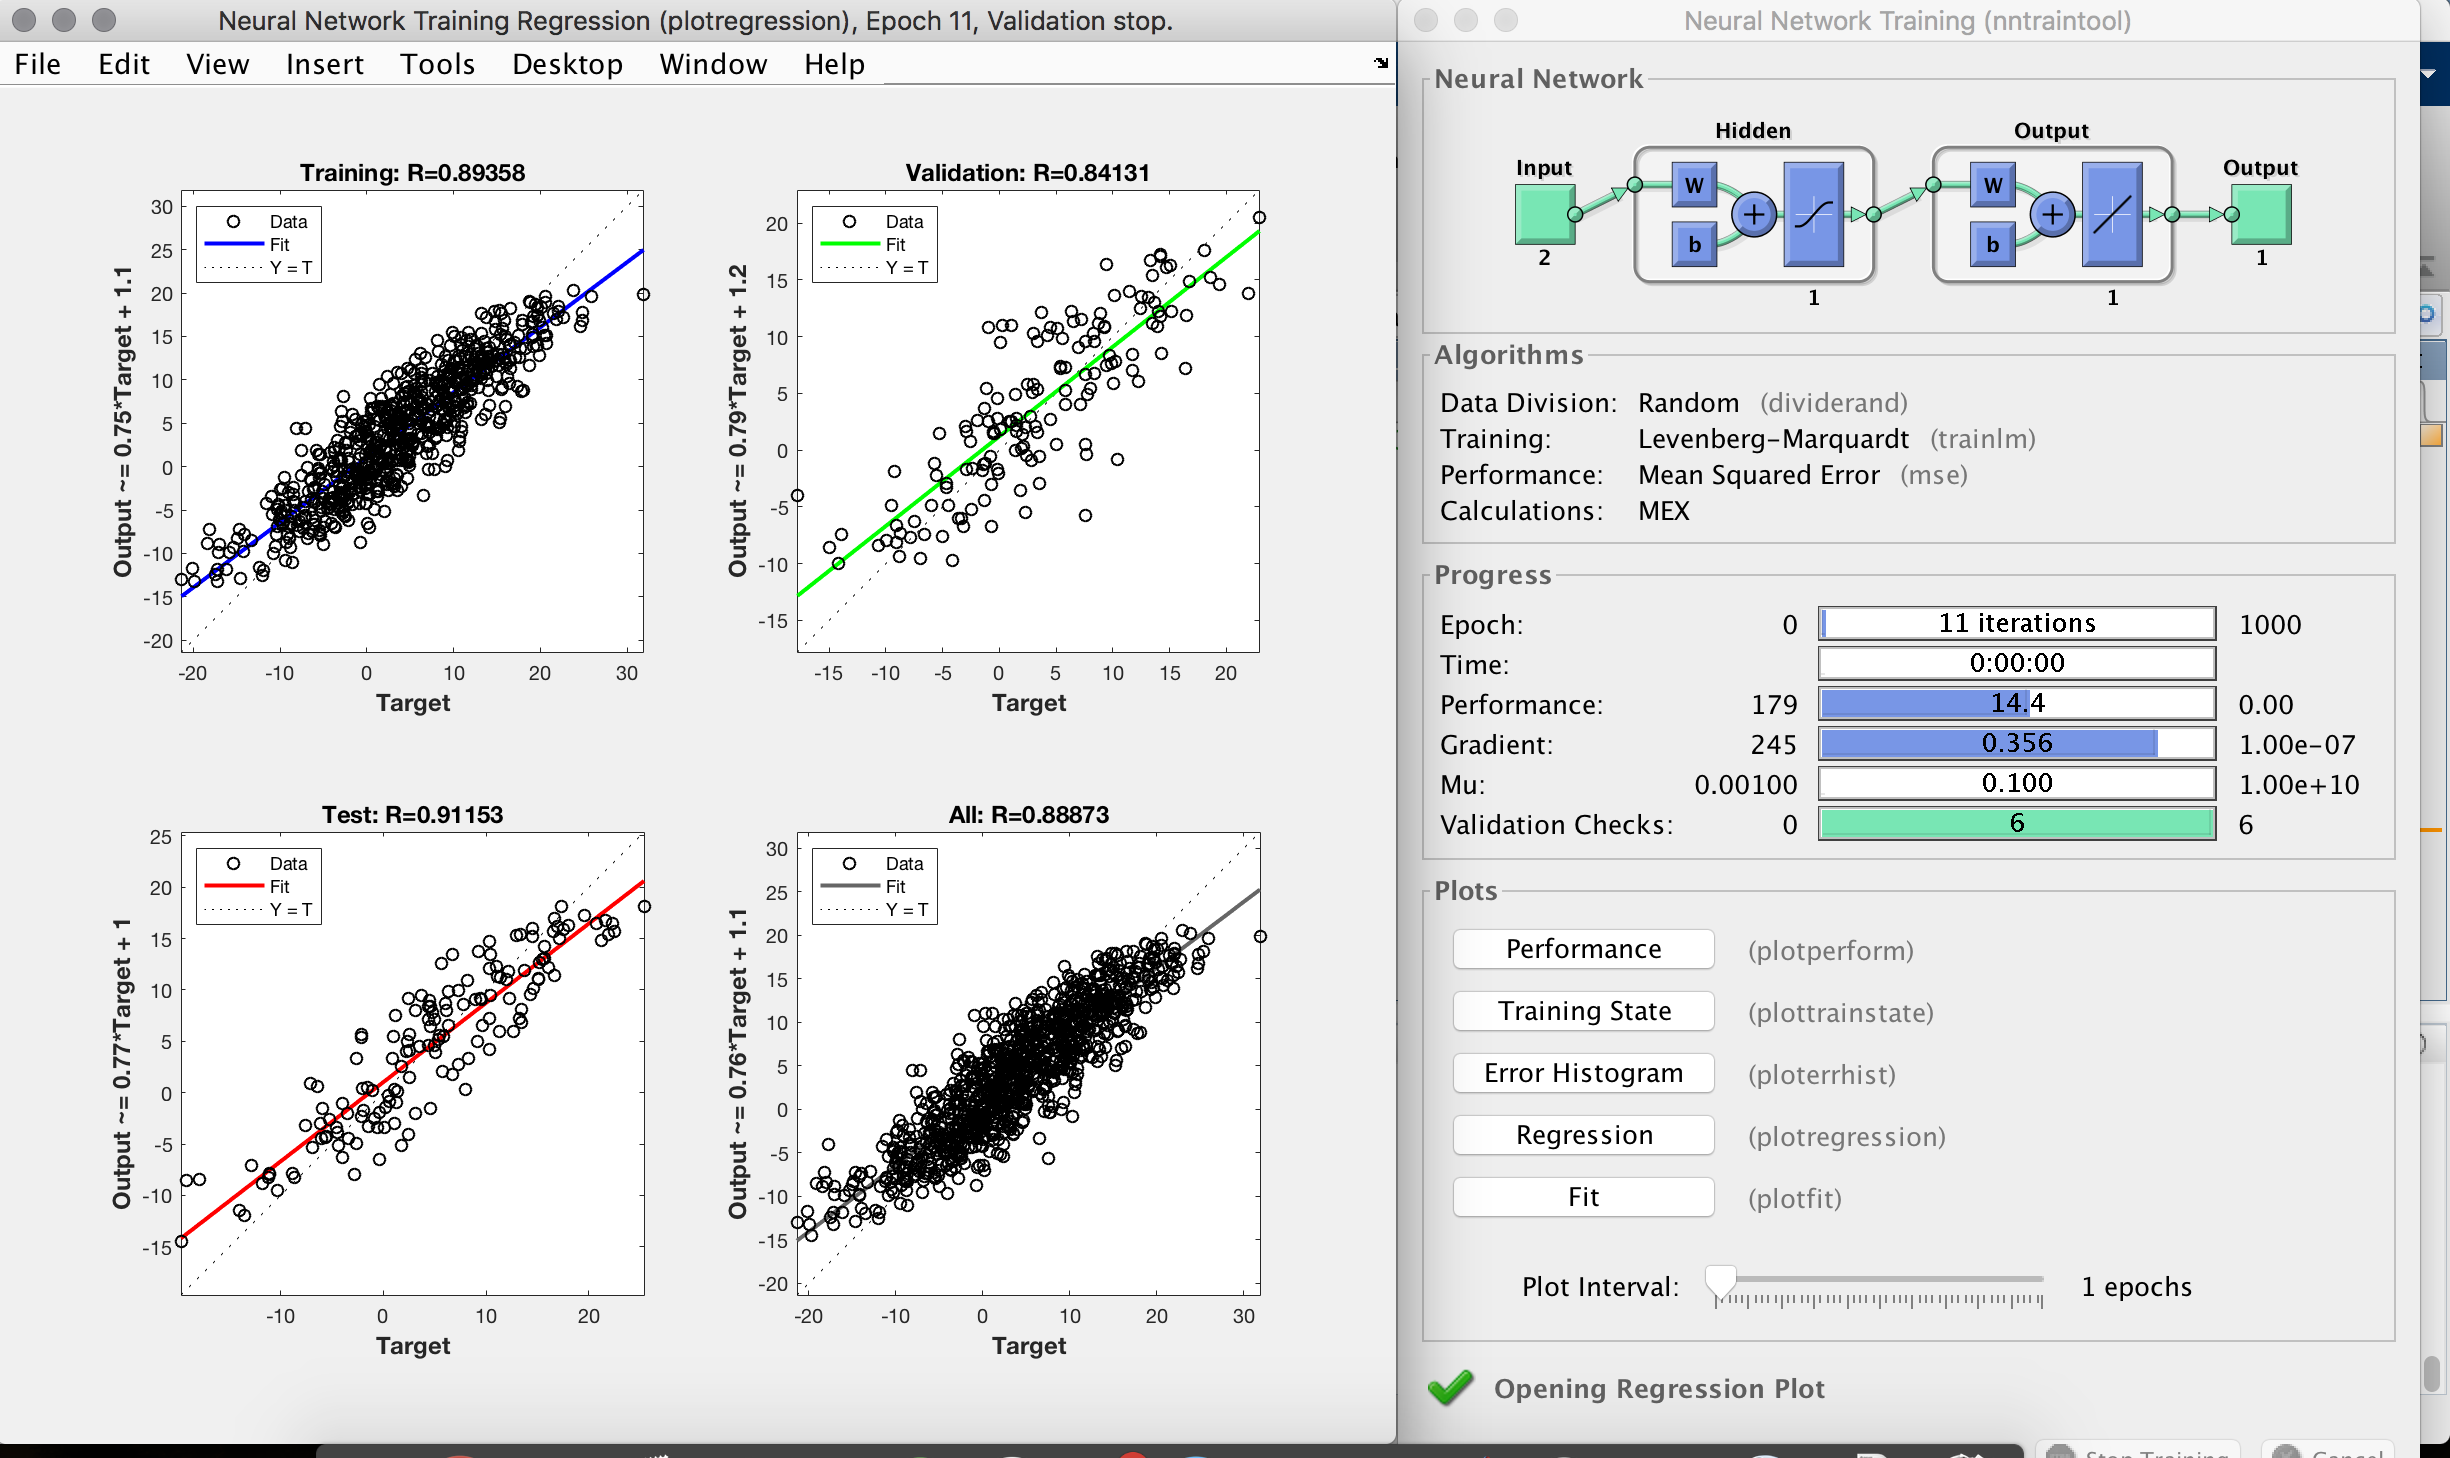 Neural Network Training Regression (plotregression), Epoch 11, Validation stop.
File Edit View Insert Tools Desktop Window Help
Training: R=0.89358
Data
Fit
Y = T
Output ~= 0.75*Target + 1.1
30
25
20
15
10
5
0
-5
-10
-15
-20
-20 -10 0 10 20 30
Target
Validation: R=0.84131
Data
Fit
Y = T
Output ~= 0.79*Target + 1.2
20
15
10
5
0
-5
-10
-15
-15 -10 -5 0 5 10 15 20
Target
Test: R=0.91153
Data
Fit
Y = T
Output ~= 0.77*Target + 1
25
20
15
10
5
0
-5
-10
-15
-10 0 10 20
Target
All: R=0.88873
Data
Fit
Y = T
Output ~= 0.76*Target + 1.1
30
25
20
15
10
5
0
-5
-10
-15
-20
-20 -10 0 10 20 30
Target
Neural Network Training (nntraintool)
Neural Network
Hidden Output
Input Output
W W
b b
2 1
1 1
Algorithms
Data Division: Random (dividerand)
Training: Levenberg-Marquardt (trainlm)
Performance: Mean Squared Error (mse)
Calculations: MEX
Progress
Epoch: 0 11 iterations 1000
Time: 0:00:00
Performance: 179 14.4 0.00
Gradient: 245 0.356 1.00e-07
Mu: 0.00100 0.100 1.00e+10
Validation Checks: 0 6 6
Plots
Performance (plotperform)
Training State (plottrainstate)
Error Histogram (ploterrhist)
Regression (plotregression)
Fit (plotfit)
Plot Interval: 1 epochs
Opening Regression Plot
Stop Training Cancel